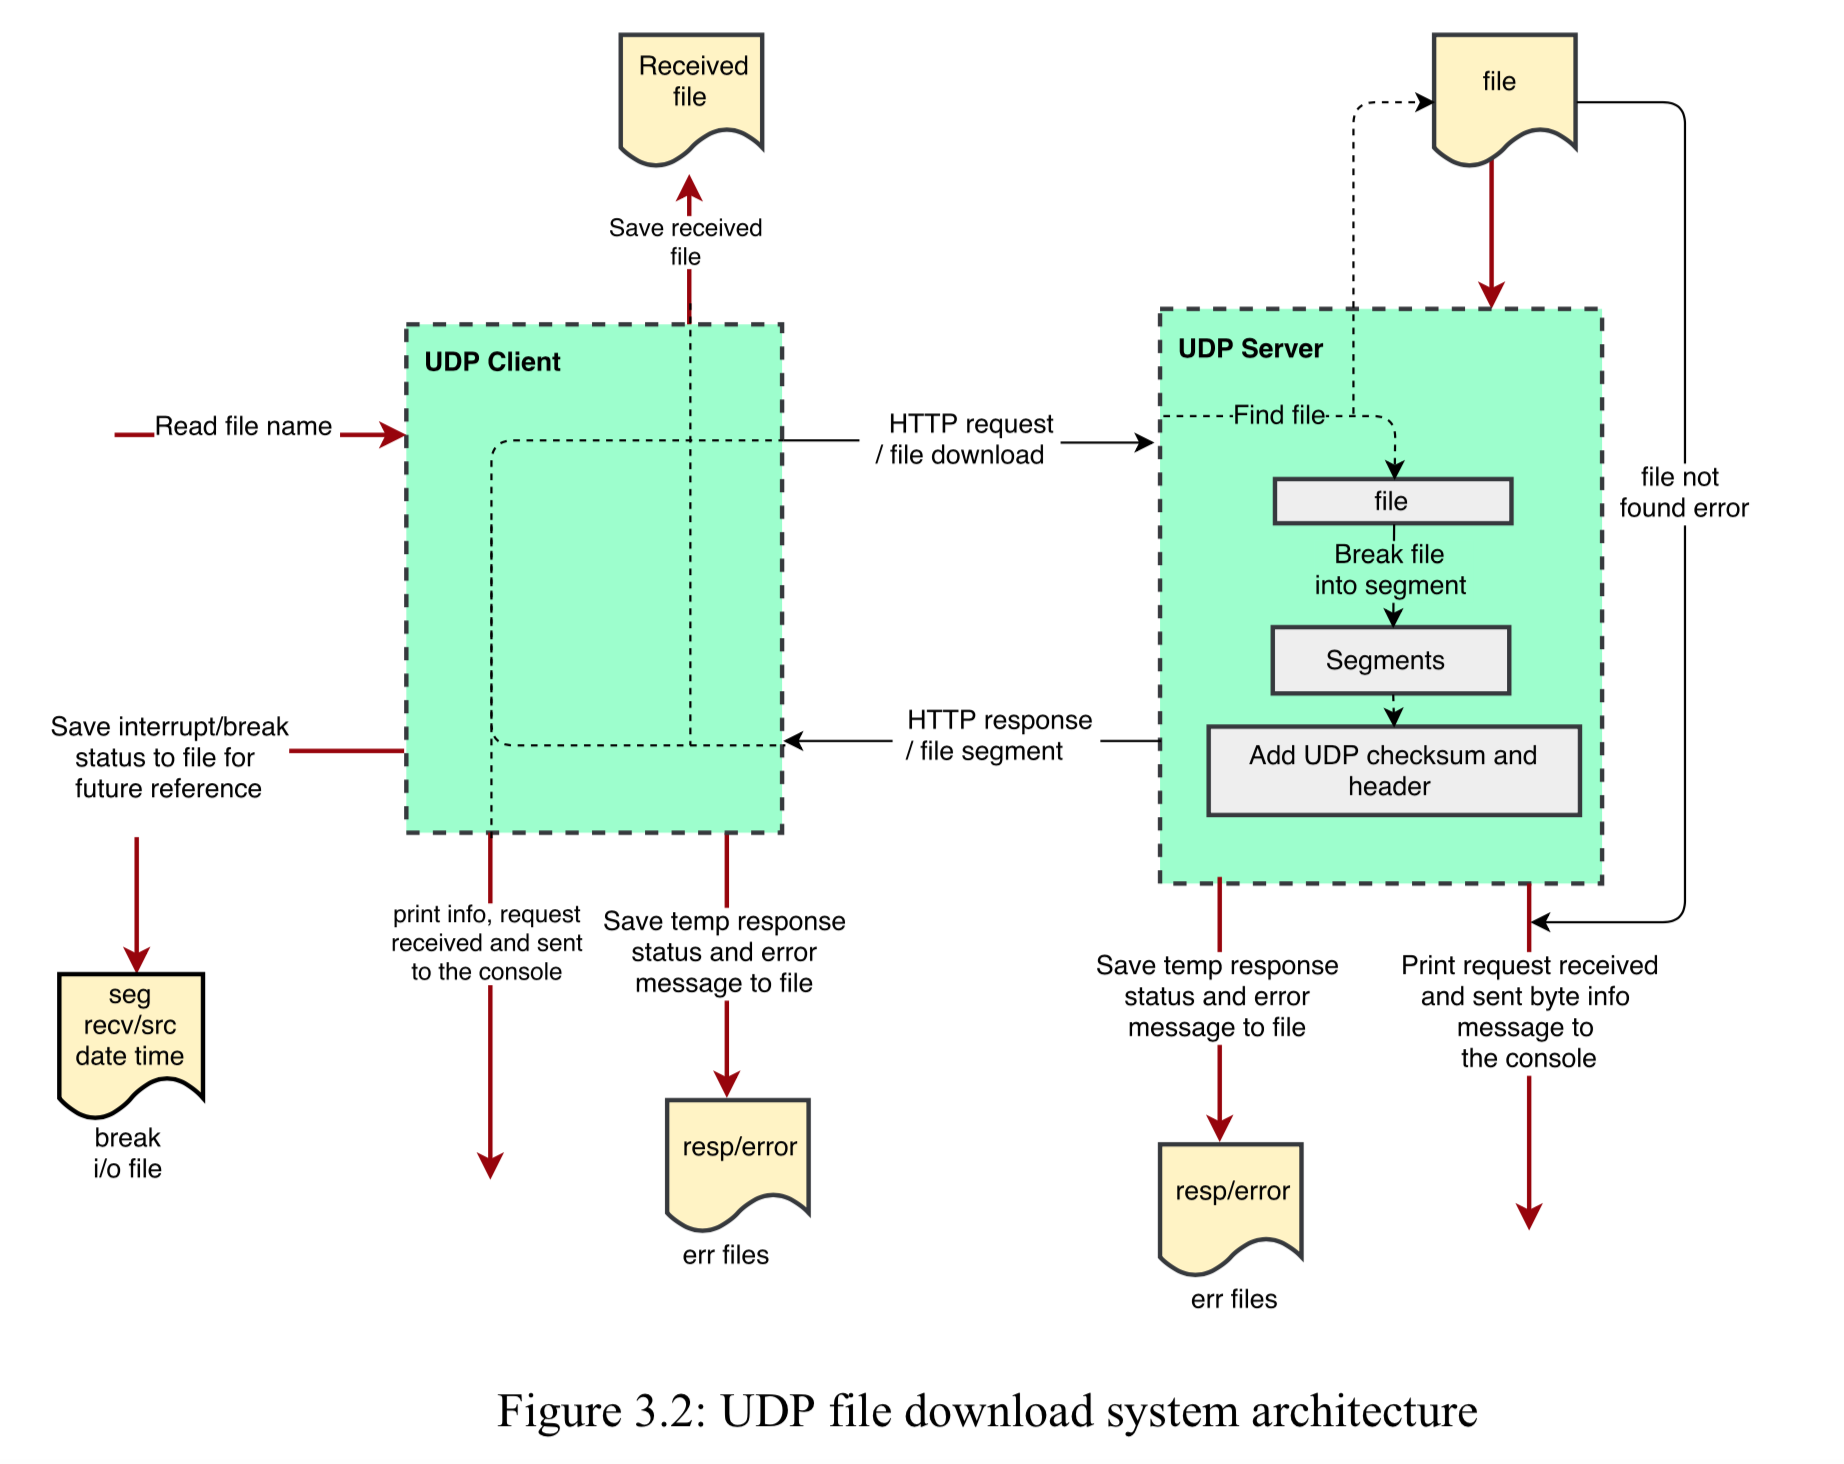 Received
file
file
Save received
file
UDP Client
UDP Server
Read file name
HTTP request
/ file download
Find file
file
file not
found error
Break file
into segment
Segments
Save interrupt/break
status to file for
future reference
HTTP response
/ file segment
Add UDP checksum and
header
print info, request
received and sent
to the console
Save temp response
status and error
message to file
Save temp response
status and error
message to file
Print request received
and sent byte info
message to
the console
seg
recv/src
date time
break
i/o file
resp/error
err files
resp/error
err files
Figure 3.2: UDP file download system architecture